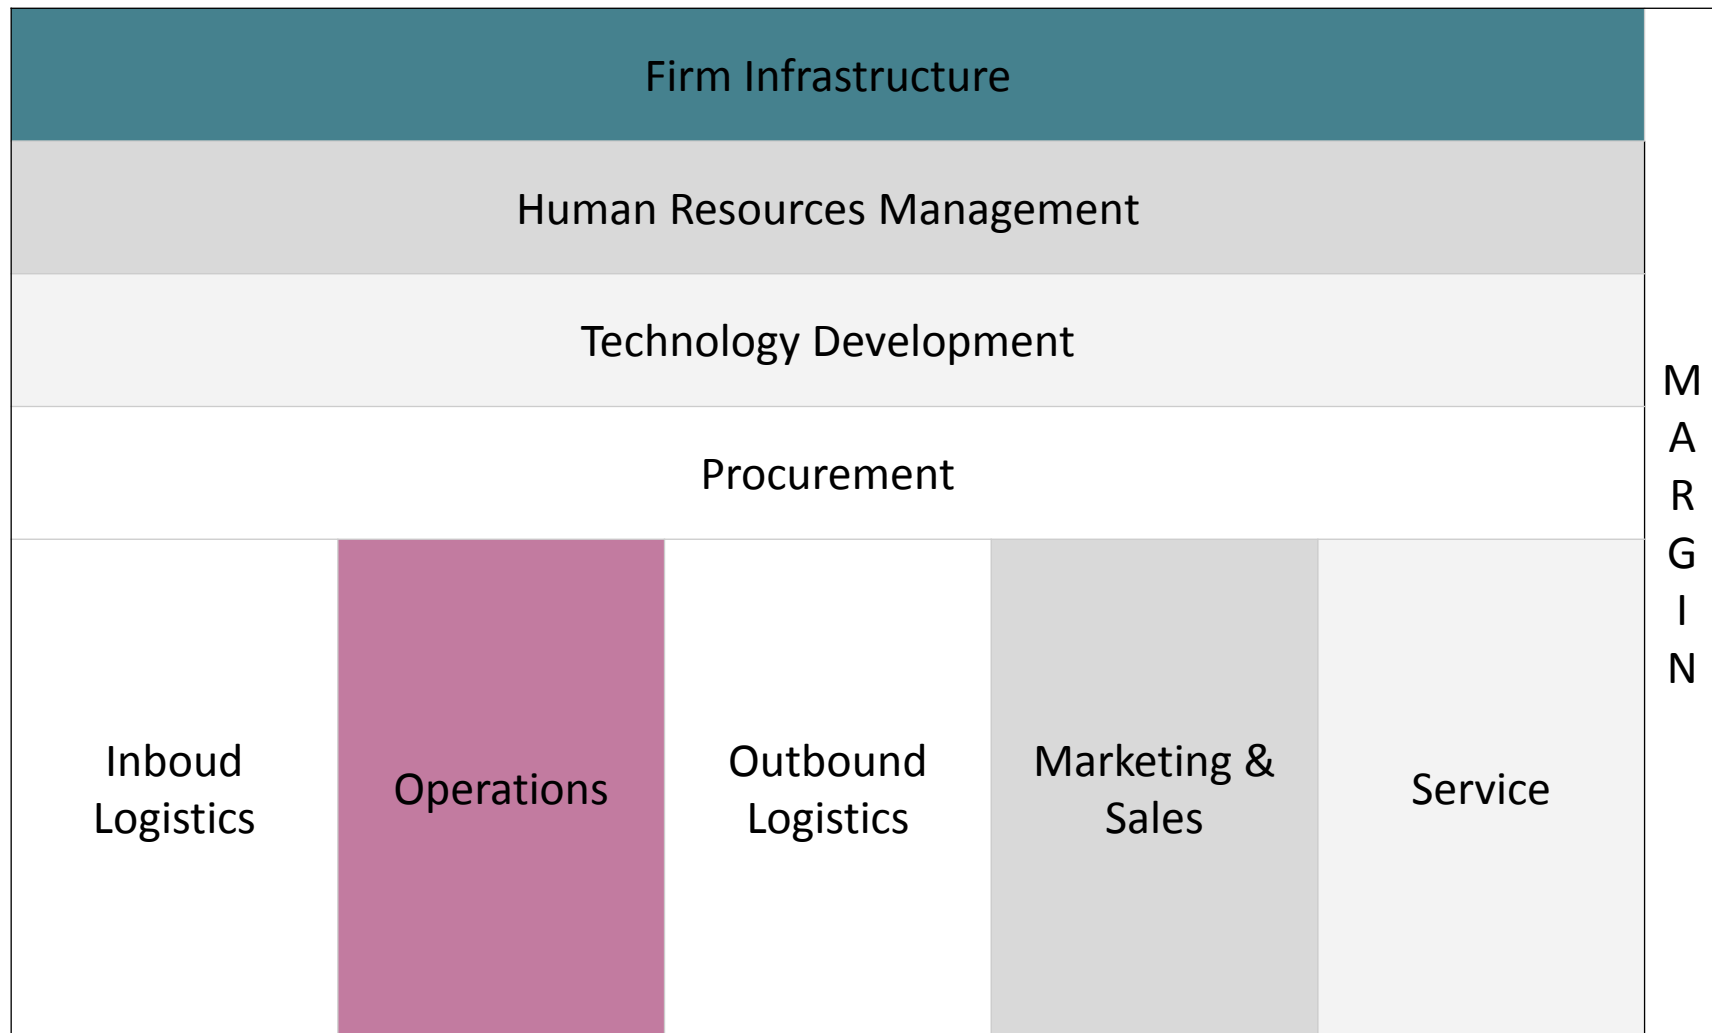 Firm Infrastructure
Human Resources Management
Technology Development
Procurement
Inboud
Logistics
Operations
Outbound
Logistics
Marketing &
Sales
Service
M
A
R
G
I
N